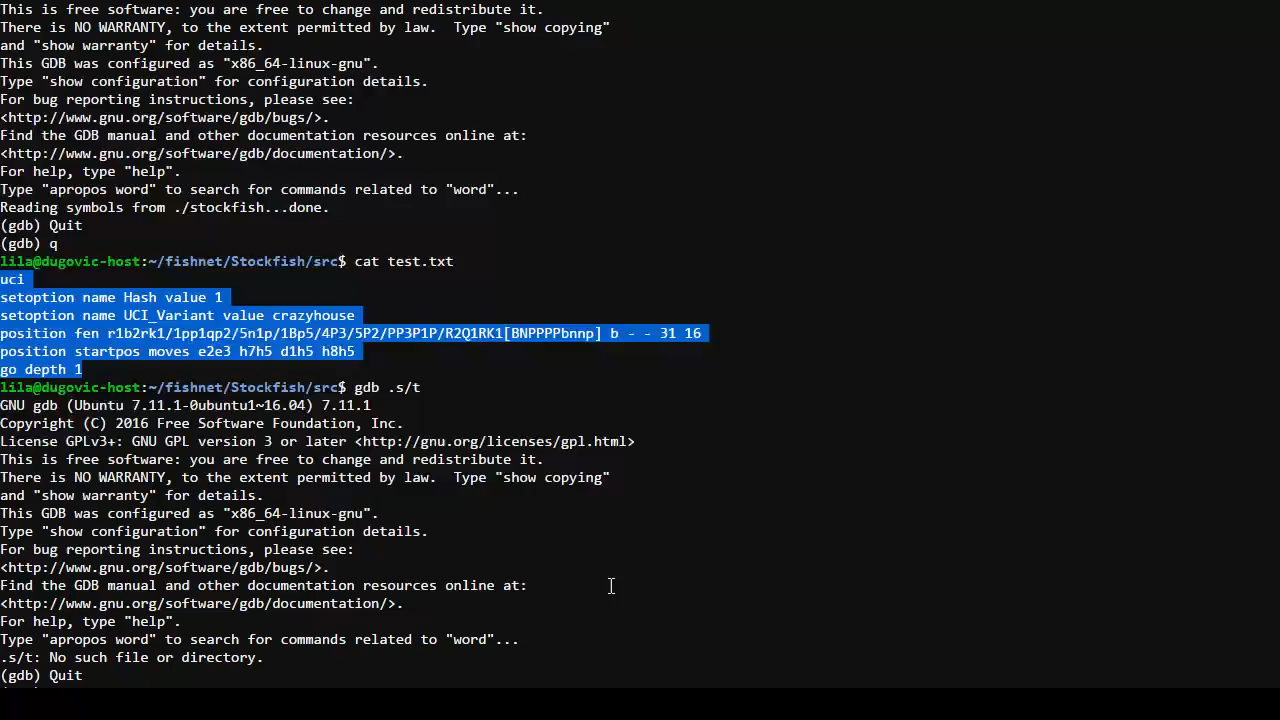 This is free software: you are free to change and redistribute it.
There is NO WARRANTY, to the extent permitted by law.  Type "show copying"
and "show warranty" for details.
This GDB was configured as "x86_64-linux-gnu".
Type "show configuration" for configuration details.
For bug reporting instructions, please see:
<http://www.gnu.org/software/gdb/bugs/>.
Find the GDB manual and other documentation resources online at:
<http://www.gnu.org/software/gdb/documentation/>.
For help, type "help".
Type "apropos word" to search for commands related to "word"...
Reading symbols from ./stockfish...done.
(gdb) Quit
(gdb) q
lila@dugovic-host:~/fishnet/Stockfish/src$ cat test.txt
uci
setoption name Hash value 1
setoption name UCI_Variant value crazyhouse
position fen r1b2rk1/1pp1qp2/5n1p/1Bp5/4P3/5P2/PP3P1P/R2Q1RK1[BNPPPPbnnp] b - - 31 16
position startpos moves e2e3 h7h5 d1h5 h8h5
go depth 1
lila@dugovic-host:~/fishnet/Stockfish/src$ gdb .s/t
GNU gdb (Ubuntu 7.11.1-0ubuntu1~16.04) 7.11.1
Copyright (C) 2016 Free Software Foundation, Inc.
License GPLv3+: GNU GPL version 3 or later <http://gnu.org/licenses/gpl.html>
This is free software: you are free to change and redistribute it.
There is NO WARRANTY, to the extent permitted by law.  Type "show copying"
and "show warranty" for details.
This GDB was configured as "x86_64-linux-gnu".
Type "show configuration" for configuration details.
For bug reporting instructions, please see:
<http://www.gnu.org/software/gdb/bugs/>.
Find the GDB manual and other documentation resources online at:
<http://www.gnu.org/software/gdb/documentation/>.
For help, type "help".
Type "apropos word" to search for commands related to "word"...
.s/t: No such file or directory.
(gdb) Quit